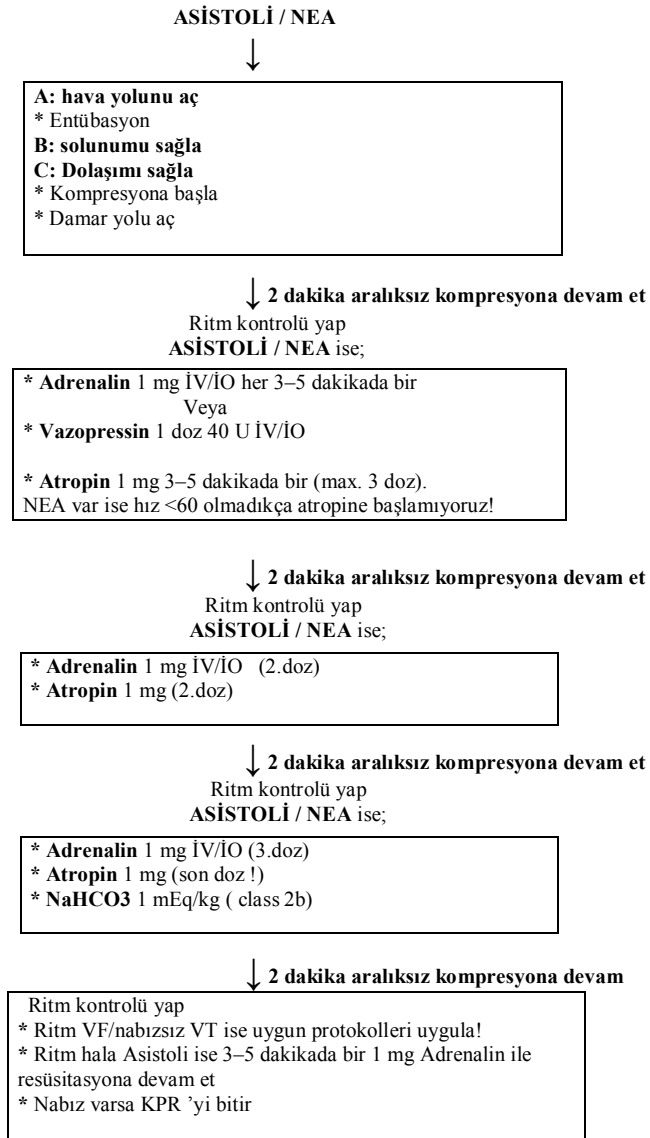 ASİSTOLİ / NEA
↓
A: hava yolunu aç
* Entübasyon
B: solunumu sağla
C: Dolaşımı sağla
* Kompresyona başla
* Damar yolu aç
↓ 2 dakika aralıksız kompresyona devam et
Ritm kontrolü yap
ASİSTOLİ / NEA ise;
* Adrenalin 1 mg İV/İO her 3–5 dakikada bir
Veya
* Vazopressin 1 doz 40 U İV/İO
* Atropin 1 mg 3–5 dakikada bir (max. 3 doz).
NEA var ise hız <60 olmadıkça atropine başlamıyoruz!
↓ 2 dakika aralıksız kompresyona devam et
Ritm kontrolü yap
ASİSTOLİ / NEA ise;
* Adrenalin 1 mg İV/İO (2.doz)
* Atropin 1 mg (2.doz)
↓ 2 dakika aralıksız kompresyona devam et
Ritm kontrolü yap
ASİSTOLİ / NEA ise;
* Adrenalin 1 mg İV/İO (3.doz)
* Atropin 1 mg (son doz !)
* NaHCO3 1 mEq/kg ( class 2b)
↓ 2 dakika aralıksız kompresyona devam
Ritm kontrolü yap
* Ritm VF/nabızsız VT ise uygun protokolleri uygula!
* Ritm hala Asistoli ise 3–5 dakikada bir 1 mg Adrenalin ile
resüsitasyona devam et
* Nabız varsa KPR ’yi bitir